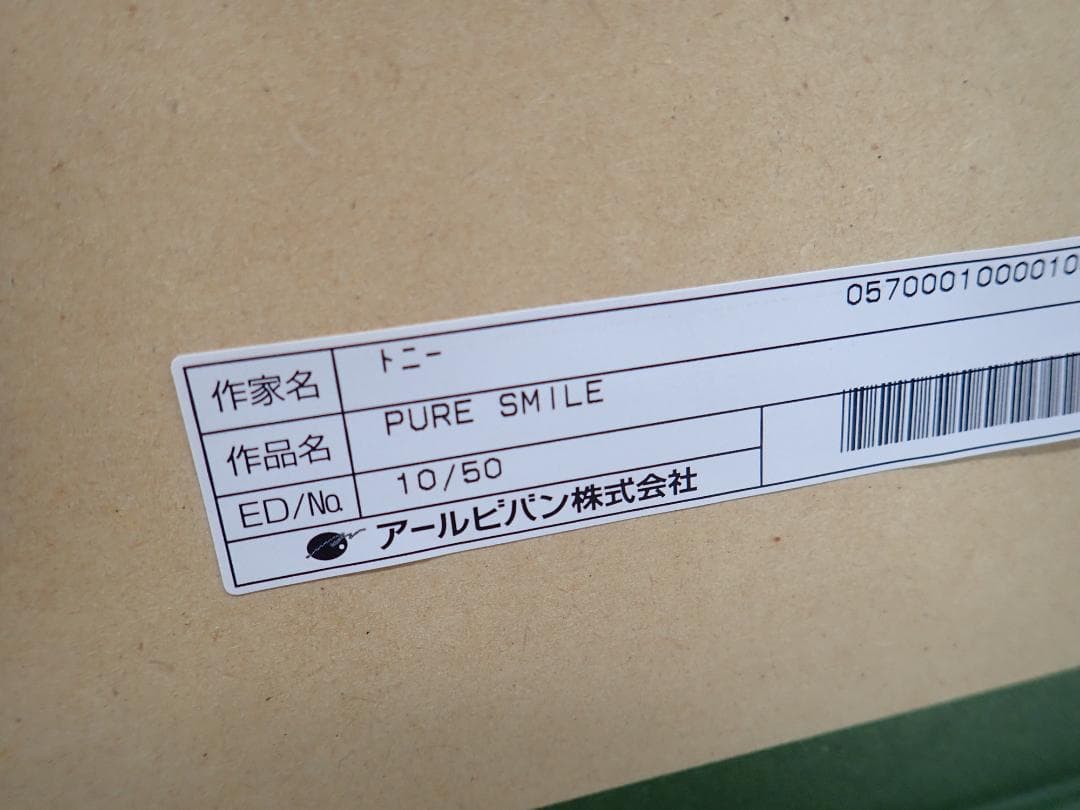 0570001000010
作家名 トニー
作品名 PURE SMILE
ED/No. 10/50
アールビバン株式会社